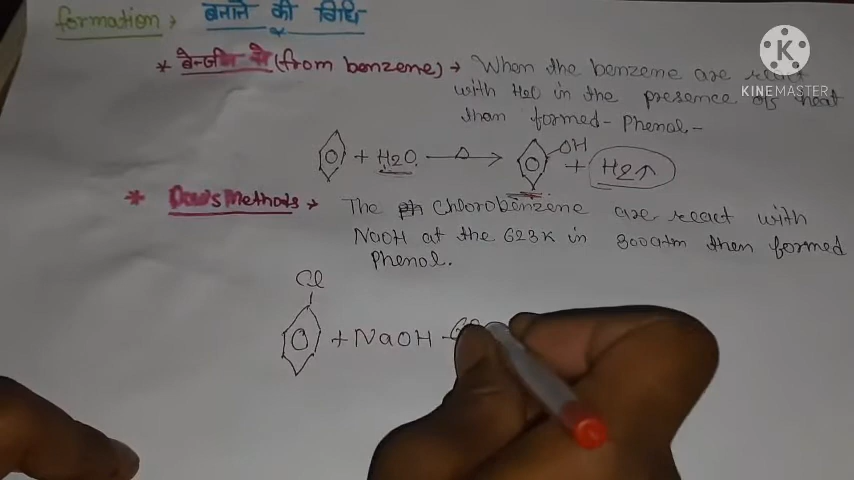 formation:→ बनाने की विधि
* बेन्जीन से (from benzene) → When the benzene are react
with H2O in the presence of heat
than formed - Phenol -
+ H2O △ OH + H2↑
* Dow's Methods → The ph Chlorobenzene are react with
NaOH at the 623K in 300atm then formed
Phenol.
Cl
+ NaOH
K
KINEMASTER